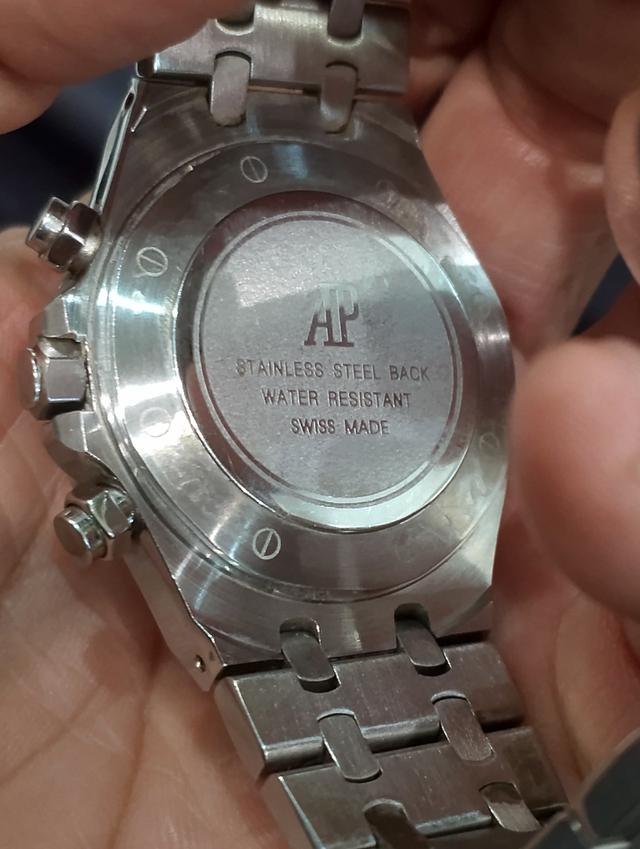 AP
STAINLESS STEEL BACK
WATER RESISTANT
SWISS MADE